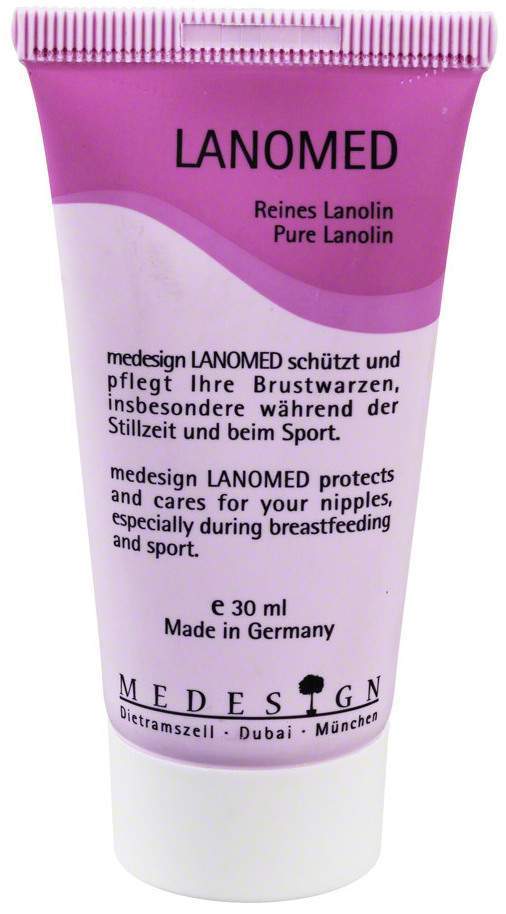 LANOMED
Reines Lanolin
Pure Lanolin
medesign LANOMED schützt und
pflegt Ihre Brustwarzen,
insbesondere während der
Stillzeit und beim Sport.
medesign LANOMED protects
and cares for your nipples,
especially during breastfeeding
and sport.
e 30 ml
Made in Germany
MEDESIGN
Dietramszell · Dubai · München